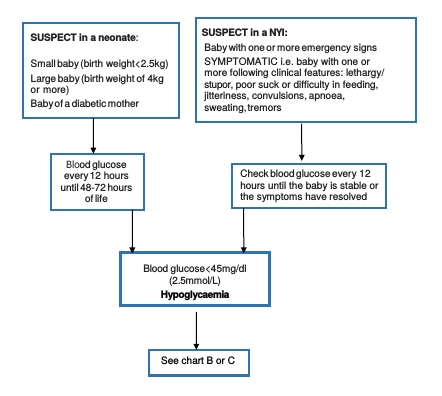 SUSPECT in a neonate:
Small baby (birth weight<2.5kg)
Large baby (birth weight of 4kg
or more)
Baby of a diabetic mother
SUSPECT in a NYI:
Baby with one or more emergency signs
SYMPTOMATIC i.e. baby with one or
more following clinical features: lethargy/
stupor, poor suck or difficulty in feeding,
jitteriness, convulsions, apnoea,
sweating,tremors
Blood glucose
every 12 hours
until 48-72 hours
of life
Check blood glucose every 12
hours until the baby is stable or
the symptoms have resolved
Blood glucose<45mg/dl
(2.5mmol/L)
Hypoglycaemia
See chart B or C